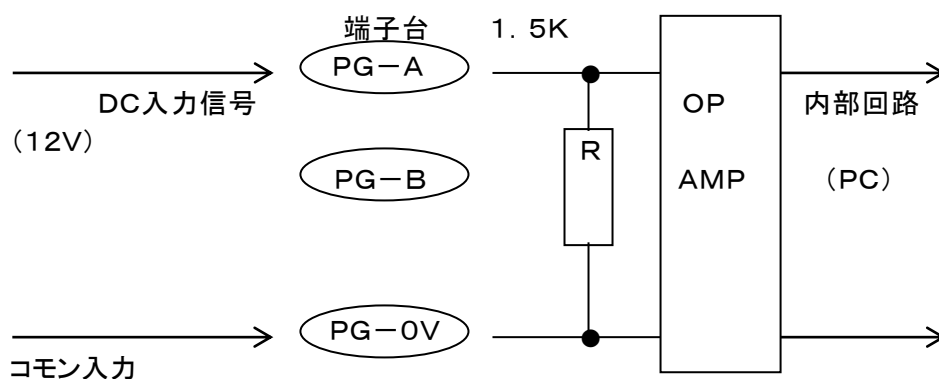 端子台
1.5K
PG-A
DC入力信号
(12V)
PG-B
R
OP
AMP
内部回路
(PC)
PG-0V
コモン入力